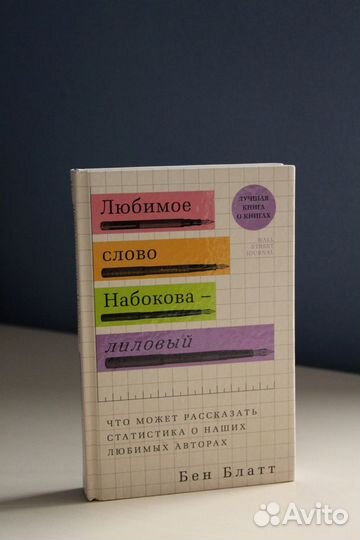 Любимое
слово
Набокова –
лиловый
ЛУЧШАЯ
КНИГА
О КНИГАХ
WALL
STREET
JOURNAL
ЧТО МОЖЕТ РАССКАЗАТЬ
СТАТИСТИКА О НАШИХ
ЛЮБИМЫХ АВТОРАХ
Бен Блатт
Avito